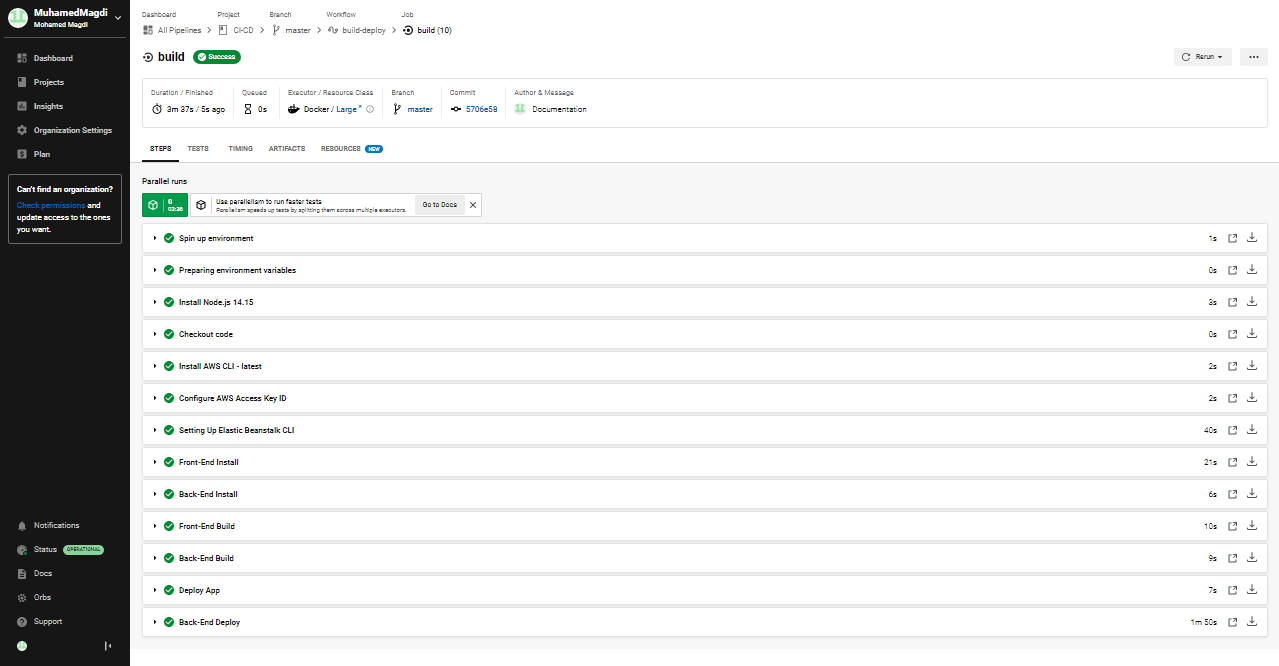 MuhamedMagdi
Mohamed Magdi
Dashboard
Projects
Insights
Organization Settings
Plan
Can't find an organization?
Check permissions and
update access to the ones
you want.
Notifications
Status OPERATIONAL
Docs
Orbs
Support
Dashboard Project Branch Workflow Job
All Pipelines CI-CD master build-deploy build (10)
build Success
Rerun
Duration / Finished Queued Executor / Resource Class Branch Commit Author & Message
3m 37s / 5s ago 0s Docker / Large master 5706e58 Documentation
STEPS TESTS TIMING ARTIFACTS RESOURCES NEW
Parallel runs
0
03:36
Use parallelism to run faster tests
Parallelism speeds up tests by splitting them across multiple executors.
Go to Docs
Spin up environment 1s
Preparing environment variables 0s
Install Node.js 14.15 3s
Checkout code 0s
Install AWS CLI - latest 2s
Configure AWS Access Key ID 2s
Setting Up Elastic Beanstalk CLI 40s
Front-End Install 21s
Back-End Install 6s
Front-End Build 10s
Back-End Build 9s
Deploy App 7s
Back-End Deploy 1m 50s